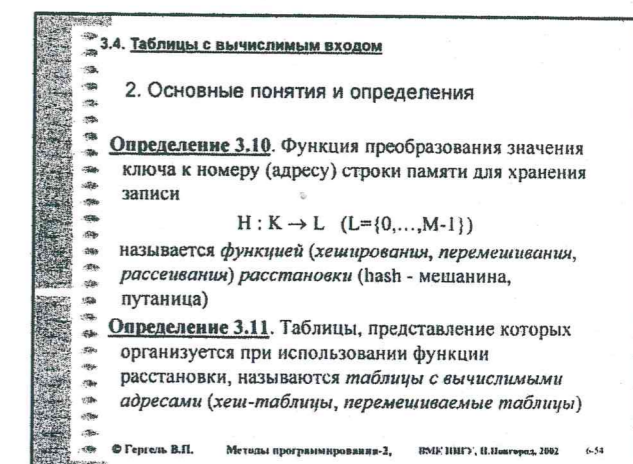 3.4. Таблицы с вычислимым входом
2. Основные понятия и определения
Определение 3.10. Функция преобразования значения
ключа к номеру (адресу) строки памяти для хранения
записи
H : K → L (L={0,...,M-1})
называется функцией (хеширования, перемешивания,
рассеивания) расстановки (hash - мешанина,
путаница)
Определение 3.11. Таблицы, представление которых
организуется при использовании функции
расстановки, называются таблицы с вычислимыми
адресами (хеш-таблицы, перемешиваемые таблицы)
© Гергель В.П. Методы программирования-2, ВМК ННГУ, Н.Новгород, 2002 6-54